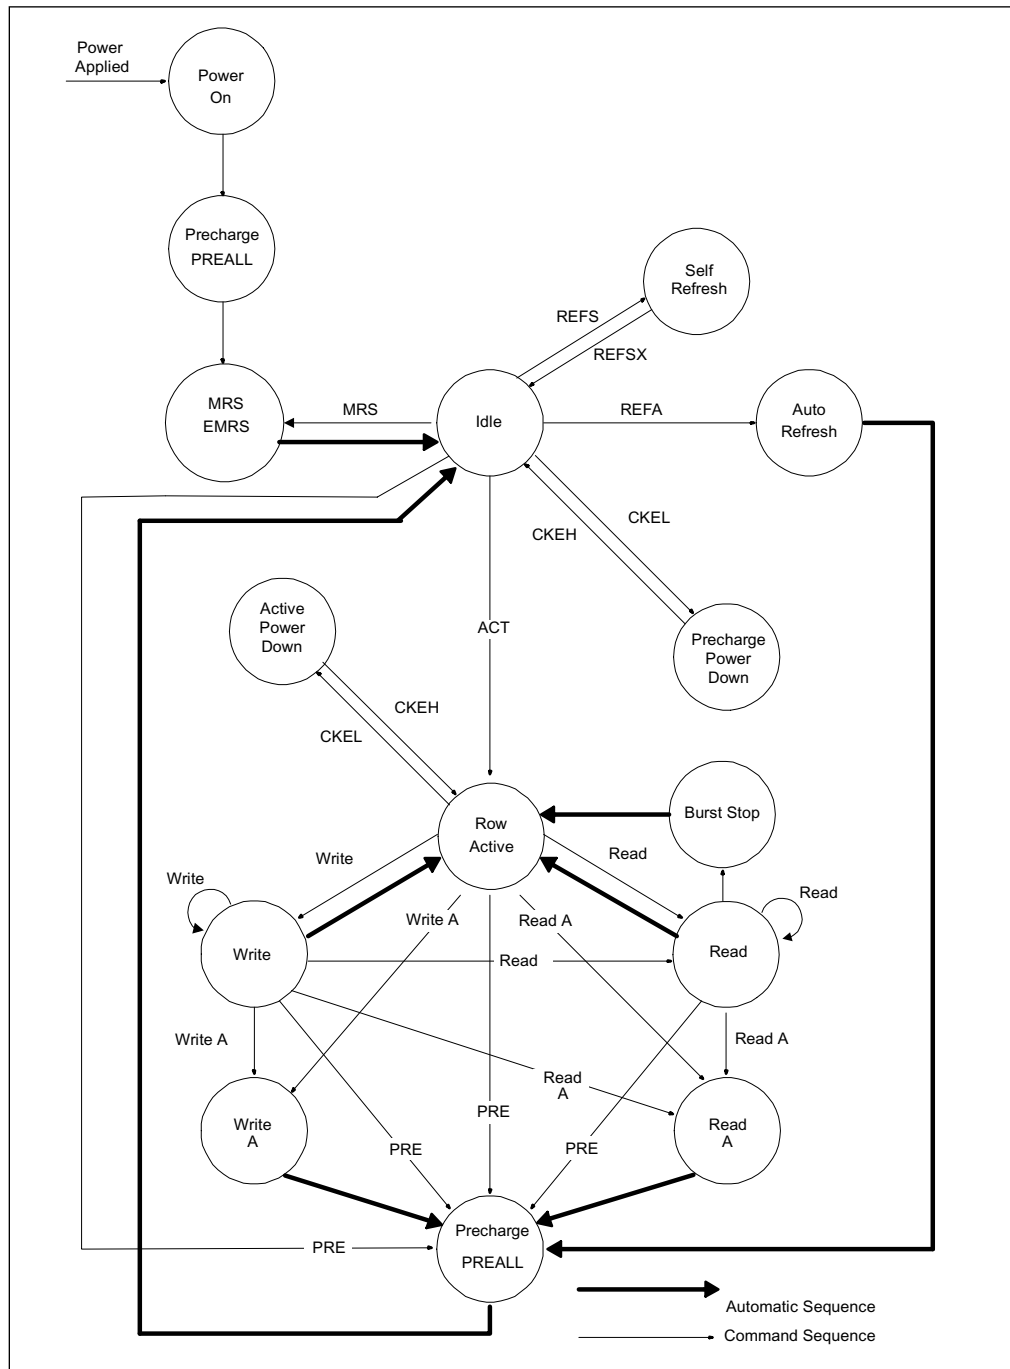 Power
Applied
Power
On
Precharge
PREALL
Self
Refresh
REFS
REFSX
MRS
EMRS
MRS
Idle
REFA
Auto
Refresh
CKEL
CKEH
Active
Power
Down
ACT
Precharge
Power
Down
CKEH
CKEL
Burst Stop
Row
Active
Write
Read
Write
Read
Write A
Read A
Write
Read
Read
Write A
Read A
Read
A
Write
A
PRE
Read
A
PRE
PRE
Precharge
PREALL
PRE
Automatic Sequence
Command Sequence